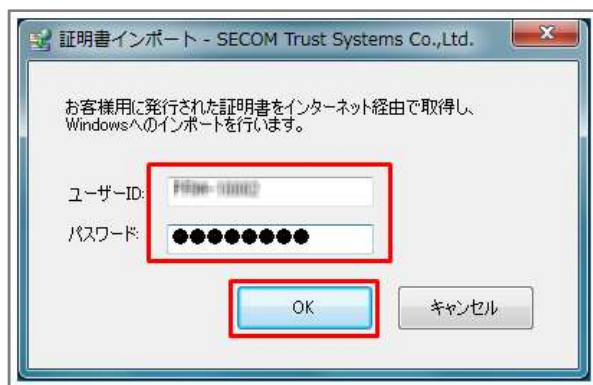 証明書インポート - SECOM Trust Systems Co.,Ltd.
お客様用に発行された証明書をインターネット経由で取得し、
Windowsへのインポートを行います。
ユーザーID:
パスワード:
●●●●●●●●
OK
キャンセル